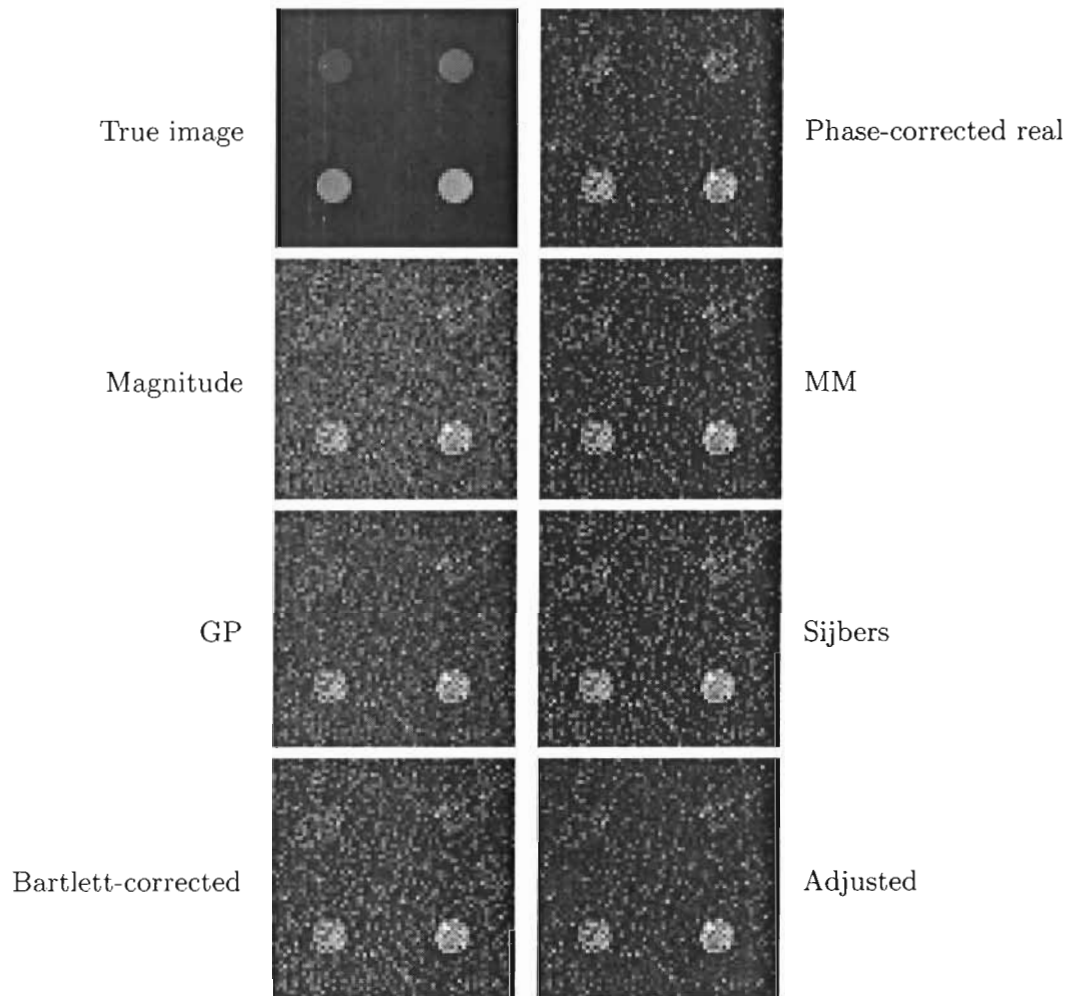 True image
Phase-corrected real
Magnitude
MM
GP
Sijbers
Bartlett-corrected
Adjusted